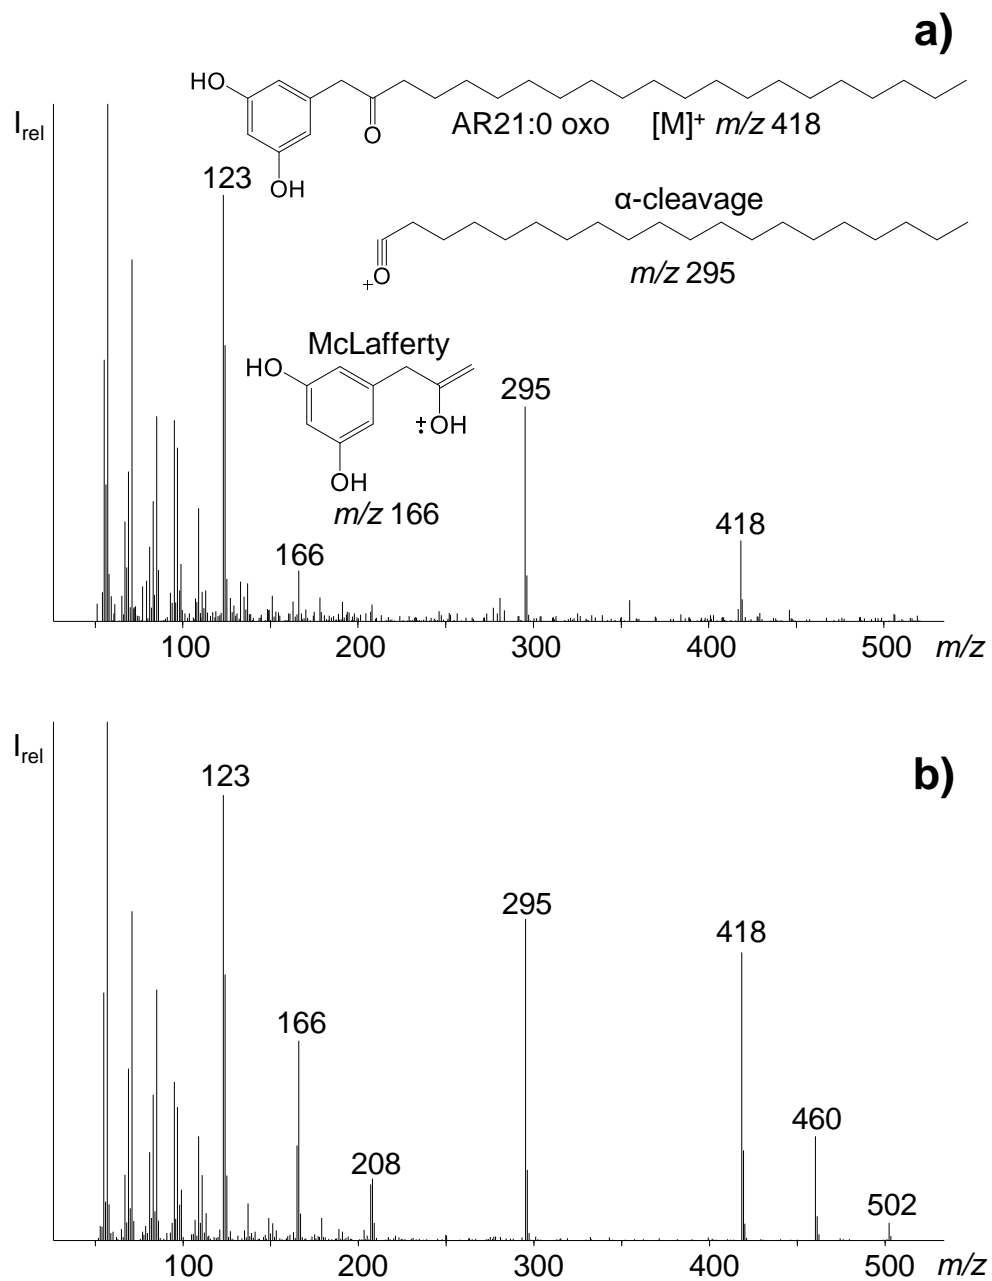 a)
HO
O
OH
I_rel
AR21:0 oxo [M]⁺ m/z 418
123
α-cleavage
O
+
m/z 295
McLafferty
HO
OH
OH
m/z 166
295
418
166
100 200 300 400 500 m/z
b)
I_rel
123
295
418
166
460
208
502
100 200 300 400 500 m/z